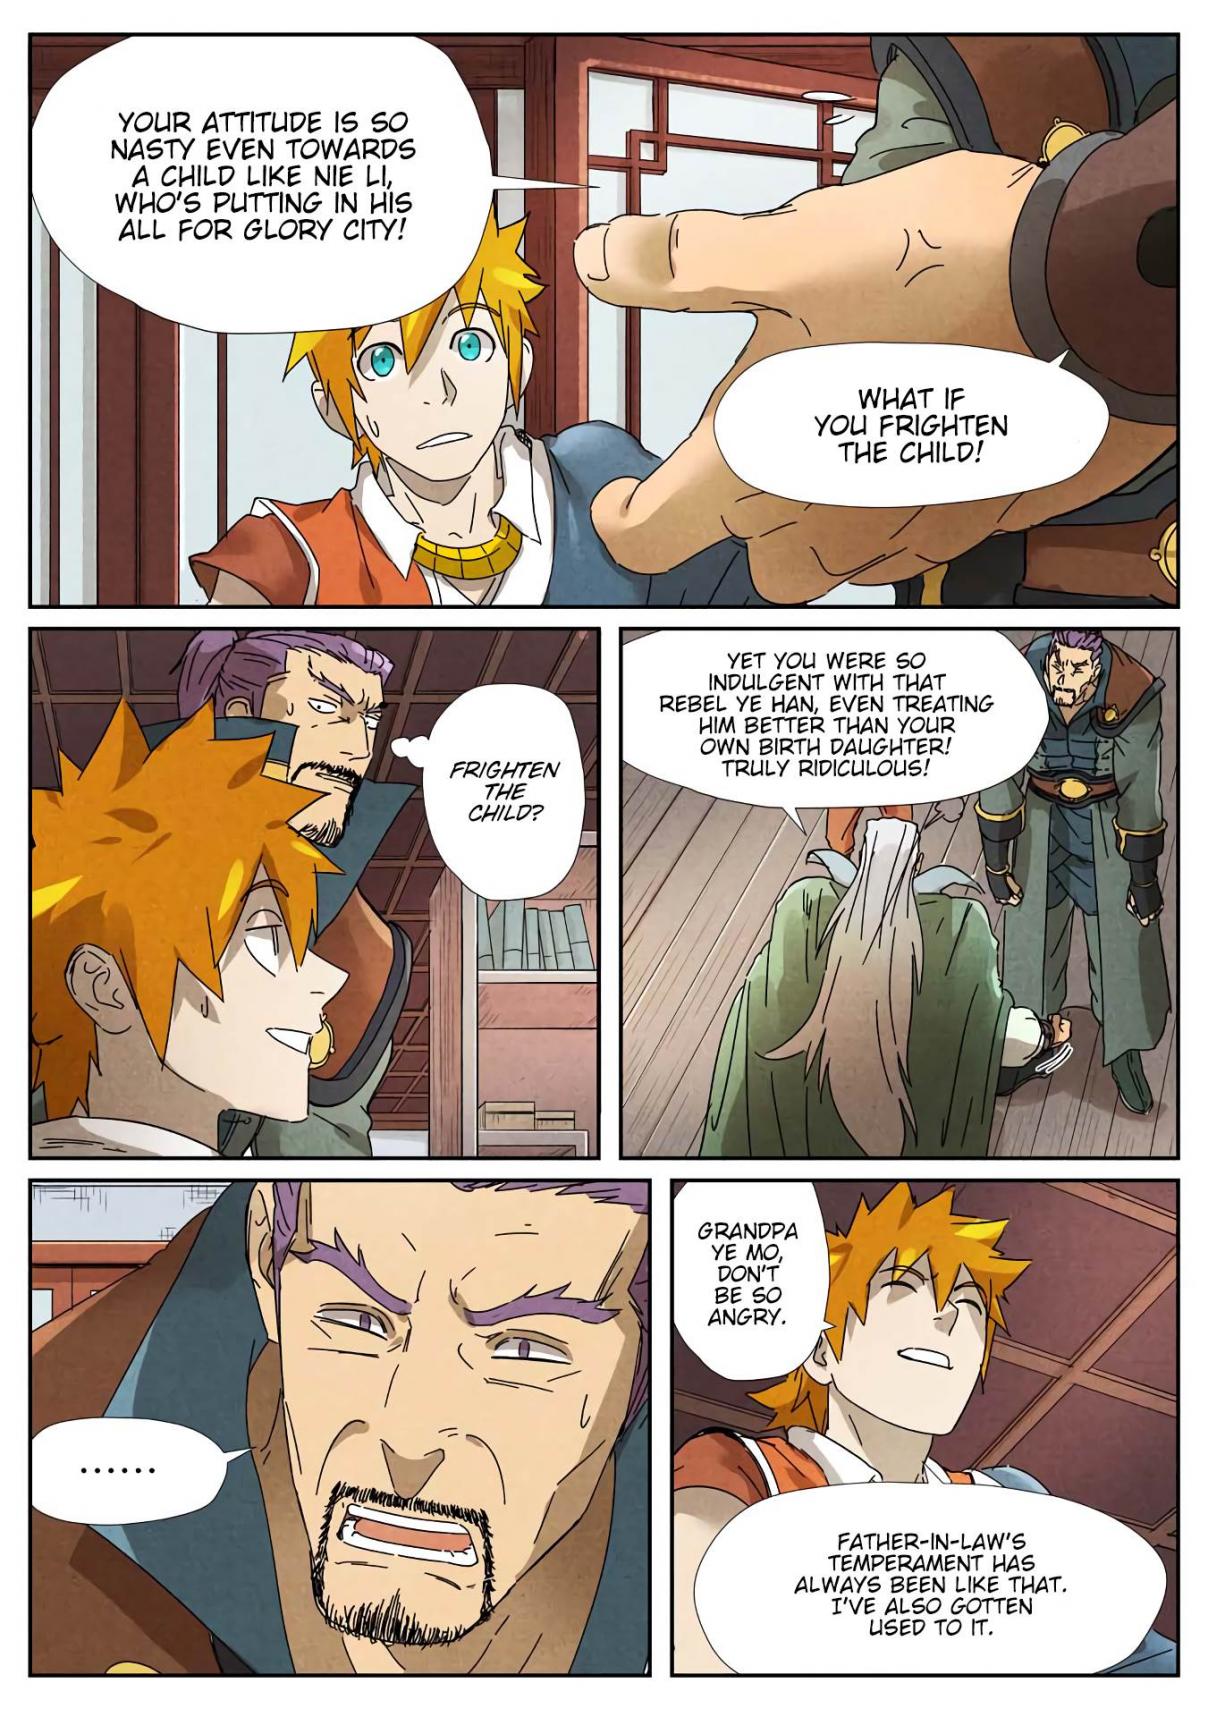 YOUR ATTITUDE IS SO
NASTY EVEN TOWARDS
A CHILD LIKE NIE LI,
WHO'S PUTTING IN HIS
ALL FOR GLORY CITY!
WHAT IF
YOU FRIGHTEN
THE CHILD!
FRIGHTEN
THE
CHILD?
YET YOU WERE SO
INDULGENT WITH THAT
REBEL YE HAN, EVEN TREATING
HIM BETTER THAN YOUR
OWN BIRTH DAUGHTER!
TRULY RIDICULOUS!
......
GRANDPA
YE MO,
DON'T
BE SO
ANGRY.
FATHER-IN-LAW'S
TEMPERAMENT HAS
ALWAYS BEEN LIKE THAT.
I'VE ALSO GOTTEN
USED TO IT.